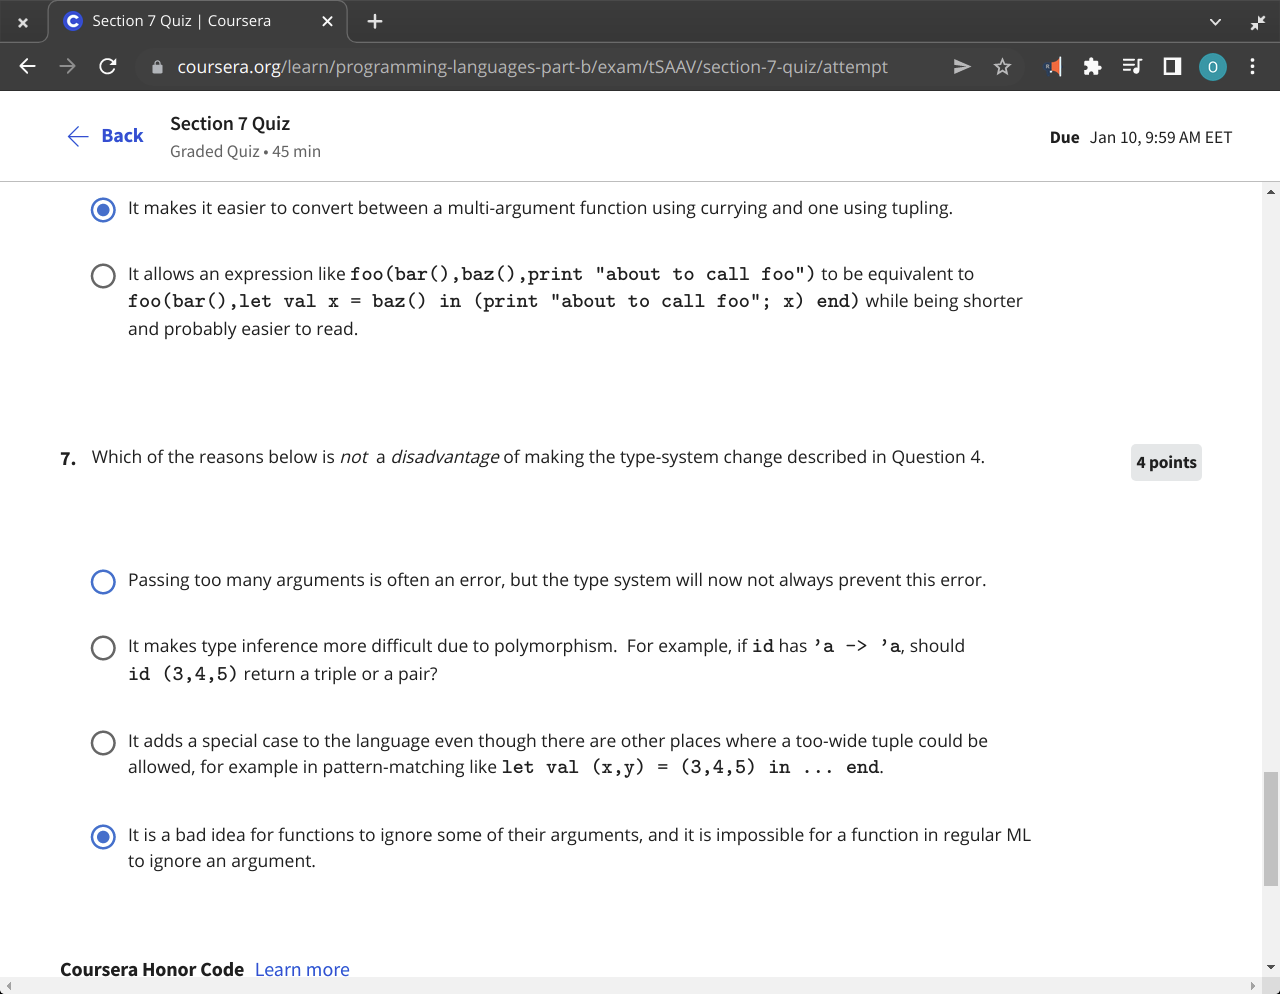 Section 7 Quiz | Coursera
coursera.org/learn/programming-languages-part-b/exam/tSAAV/section-7-quiz/attempt
O
Back
Section 7 Quiz
Graded Quiz • 45 min
Due Jan 10, 9:59 AM EET
It makes it easier to convert between a multi-argument function using currying and one using tupling.
It allows an expression like foo(bar(),baz(),print "about to call foo") to be equivalent to
foo(bar(),let val x = baz() in (print "about to call foo"; x) end) while being shorter
and probably easier to read.
7. Which of the reasons below is not a disadvantage of making the type-system change described in Question 4.
4 points
Passing too many arguments is often an error, but the type system will now not always prevent this error.
It makes type inference more difficult due to polymorphism. For example, if id has ’a -> ’a, should
id (3,4,5) return a triple or a pair?
It adds a special case to the language even though there are other places where a too-wide tuple could be
allowed, for example in pattern-matching like let val (x,y) = (3,4,5) in ... end.
It is a bad idea for functions to ignore some of their arguments, and it is impossible for a function in regular ML
to ignore an argument.
Coursera Honor Code Learn more